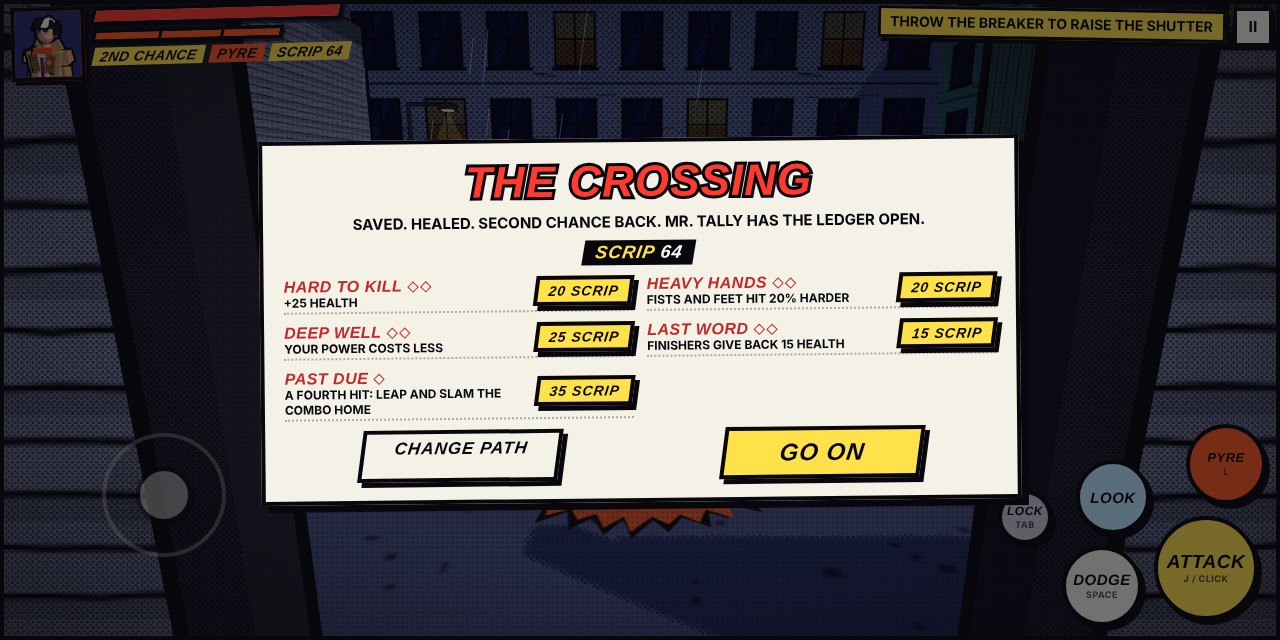 2ND CHANCE PYRE SCRIP 64
THROW THE BREAKER TO RAISE THE SHUTTER
THE CROSSING
SAVED. HEALED. SECOND CHANCE BACK. MR. TALLY HAS THE LEDGER OPEN.
SCRIP 64
HARD TO KILL ◇◇
+25 HEALTH
20 SCRIP
HEAVY HANDS ◇◇
FISTS AND FEET HIT 20% HARDER
20 SCRIP
DEEP WELL ◇◇
YOUR POWER COSTS LESS
25 SCRIP
LAST WORD ◇◇
FINISHERS GIVE BACK 15 HEALTH
15 SCRIP
PAST DUE ◇
A FOURTH HIT: LEAP AND SLAM THE
COMBO HOME
35 SCRIP
CHANGE PATH
GO ON
PYRE
L
LOOK
LOCK
TAB
ATTACK
J / CLICK
DODGE
SPACE